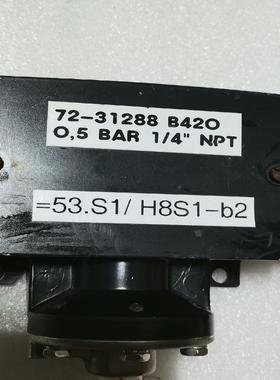 72-31288 B420
0,5 BAR 1/4" NPT
=53.S1/ H8S1-b2